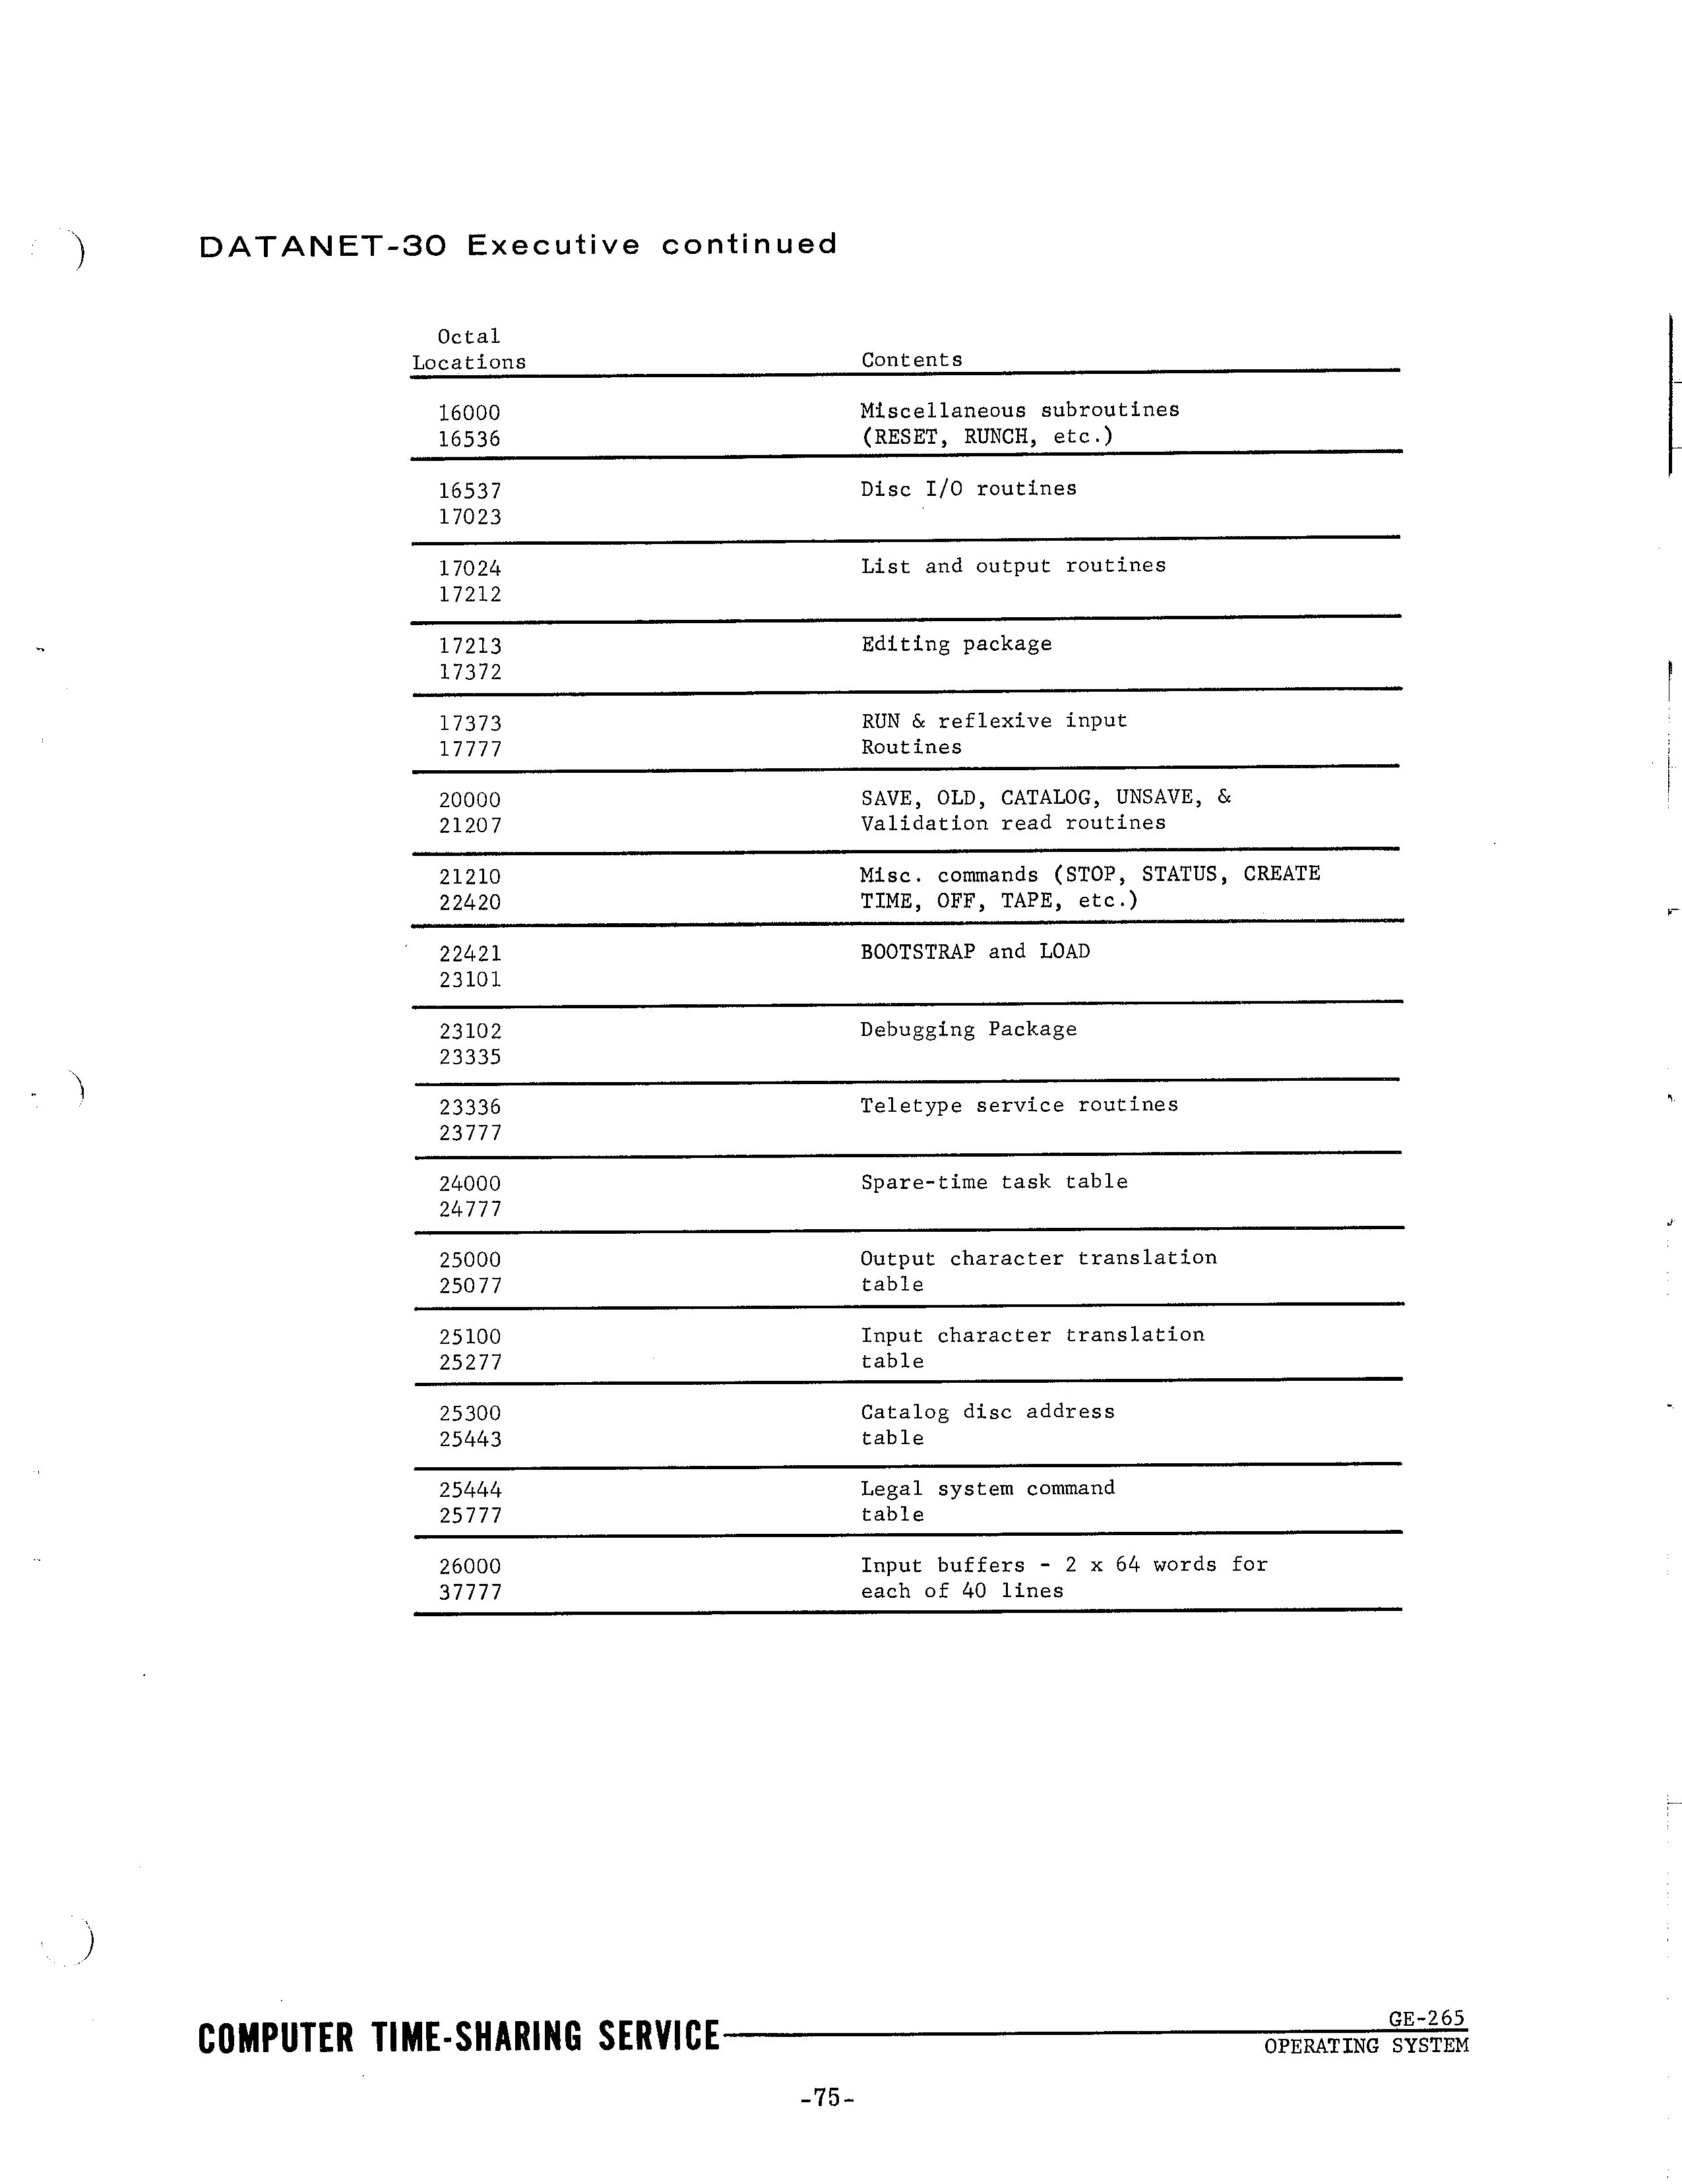 DATANET-30 Executive continued
Octal
Locations Contents
16000 Miscellaneous subroutines
16536 (RESET, RUNCH, etc.)
16537 Disc I/O routines
17023
17024 List and output routines
17212
17213 Editing package
17372
17373 RUN & reflexive input
17777 Routines
20000 SAVE, OLD, CATALOG, UNSAVE, &
21207 Validation read routines
21210 Misc. commands (STOP, STATUS, CREATE
22420 TIME, OFF, TAPE, etc.)
22421 BOOTSTRAP and LOAD
23101
23102 Debugging Package
23335
23336 Teletype service routines
23777
24000 Spare-time task table
24777
25000 Output character translation
25077 table
25100 Input character translation
25277 table
25300 Catalog disc address
25443 table
25444 Legal system command
25777 table
26000 Input buffers - 2 x 64 words for
37777 each of 40 lines
COMPUTER TIME-SHARING SERVICE
GE-265
OPERATING SYSTEM
-75-